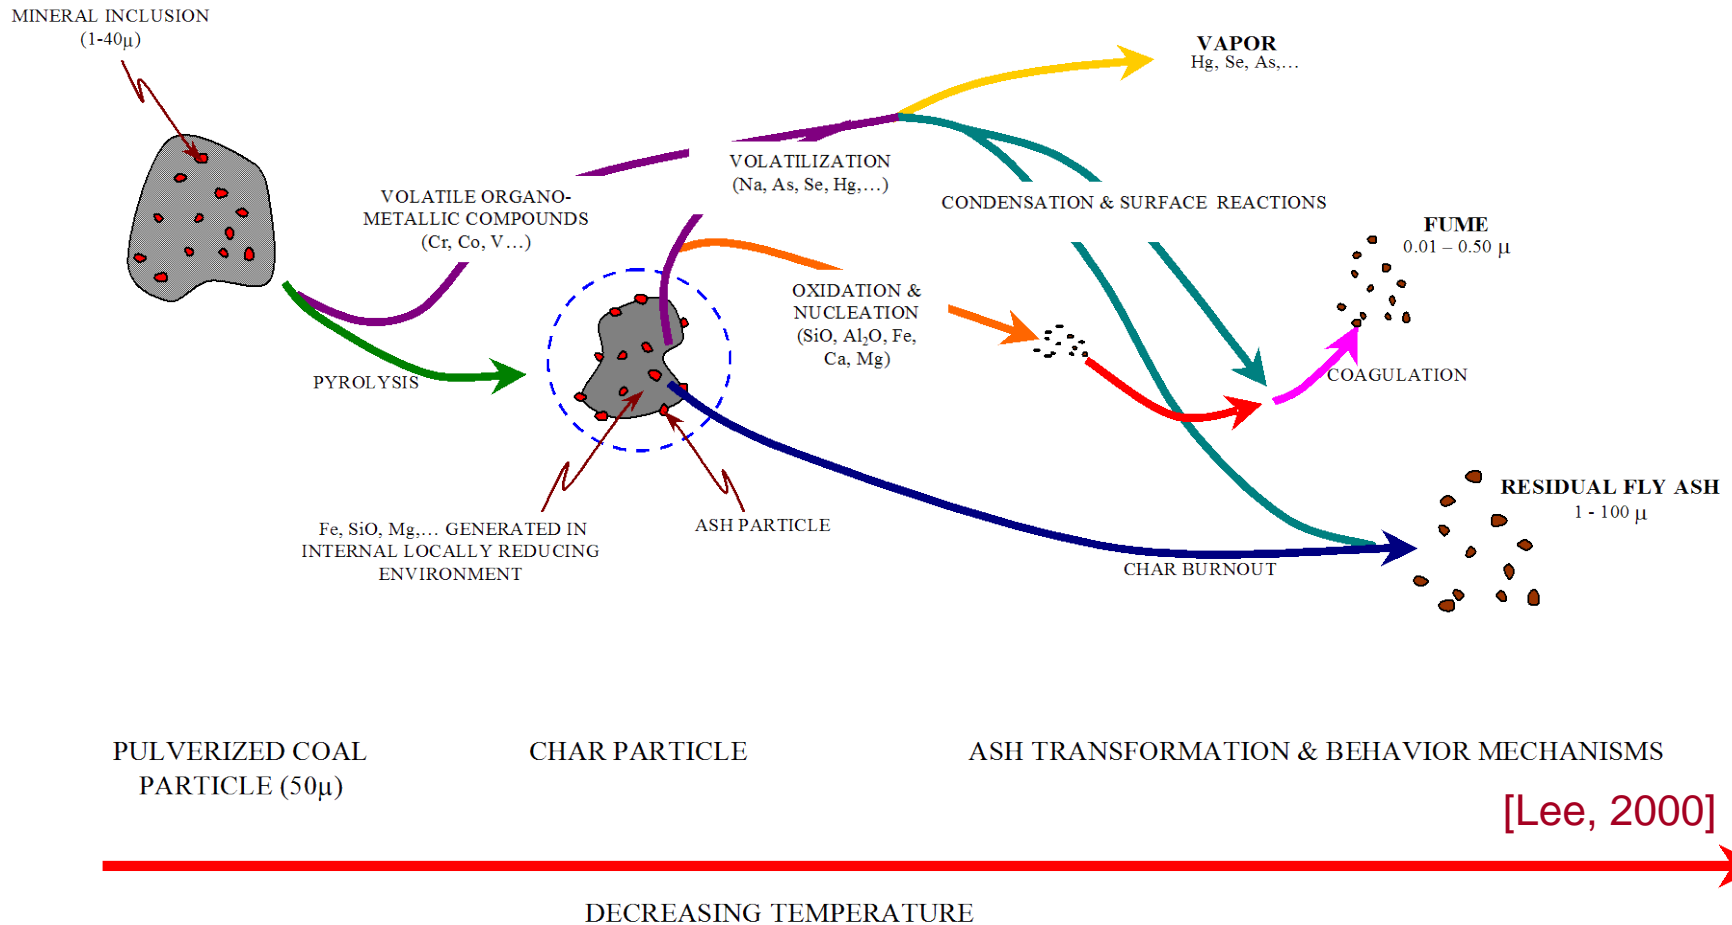 MINERAL INCLUSION
(1-40μ)
VAPOR
Hg, Se, As,...
VOLATILIZATION
(Na, As, Se, Hg,...)
VOLATILE ORGANO-
METALLIC COMPOUNDS
(Cr, Co, V...)
CONDENSATION & SURFACE REACTIONS
FUME
0.01 – 0.50 μ
OXIDATION &
NUCLEATION
(SiO, Al₂O, Fe,
Ca, Mg)
PYROLYSIS
COAGULATION
RESIDUAL FLY ASH
1 - 100 μ
Fe, SiO, Mg,... GENERATED IN
INTERNAL LOCALLY REDUCING
ENVIRONMENT
ASH PARTICLE
CHAR BURNOUT
PULVERIZED COAL
PARTICLE (50μ)
CHAR PARTICLE
ASH TRANSFORMATION & BEHAVIOR MECHANISMS
[Lee, 2000]
DECREASING TEMPERATURE